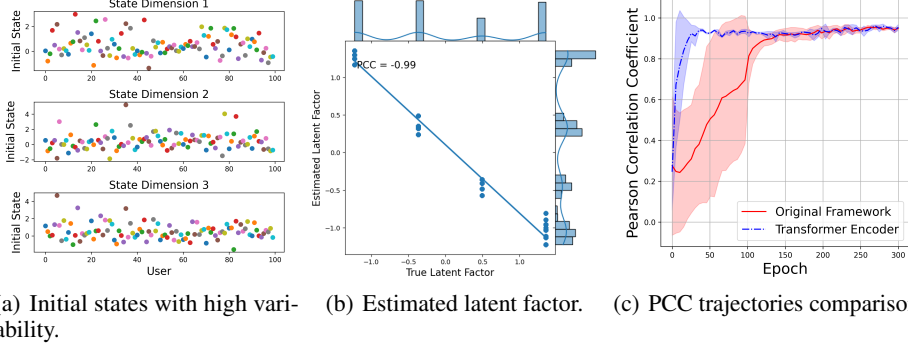 State Dimension 1
Initial State
2
0
0 20 40 60 80 100
State Dimension 2
Initial State
4
2
0
−2
0 20 40 60 80 100
State Dimension 3
Initial State
4
2
0
0 20 40 60 80 100
User
PCC = -0.99
Estimated Latent Factor
1.0
0.5
0.0
−0.5
−1.0
−1.0 −0.5 0.0 0.5 1.0
True Latent Factor
Pearson Correlation Coefficient
1.0
0.8
0.6
0.4
0.2
0.0
Original Framework
Transformer Encoder
0 50 100 150 200 250 300
Epoch
(a) Initial states with high vari-
ability.
(b) Estimated latent factor.
(c) PCC trajectories compariso